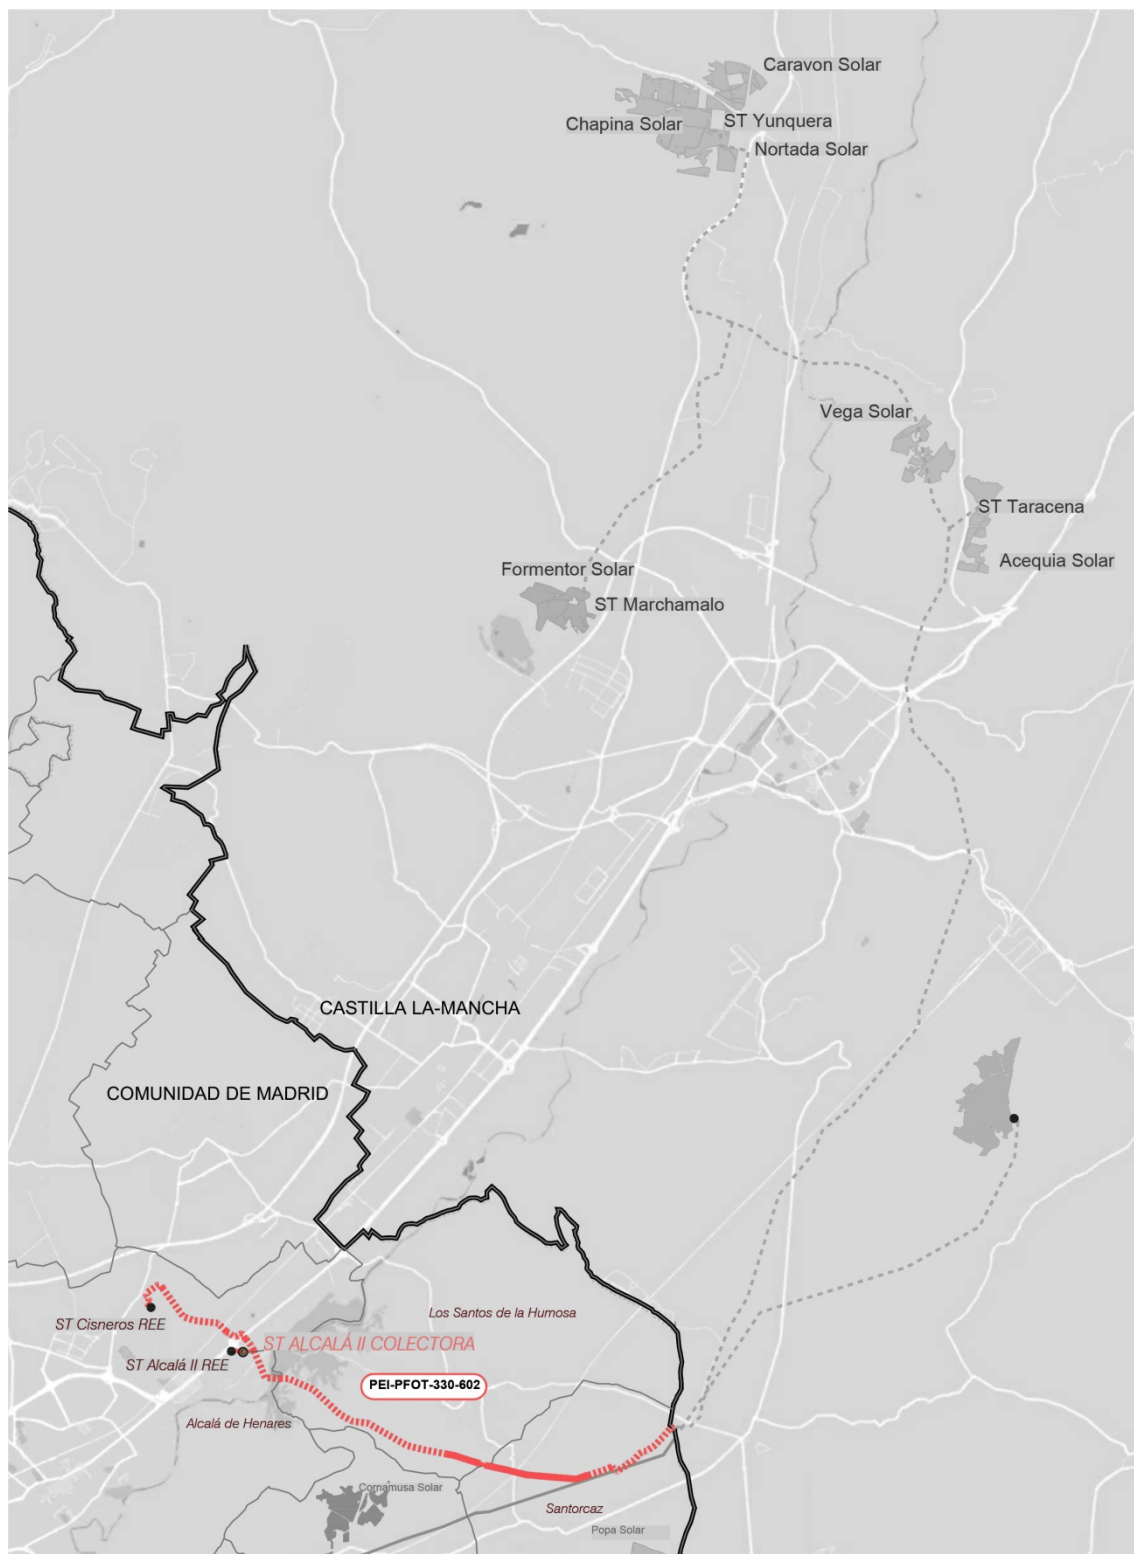 Caravon Solar
Chapina Solar
ST Yunquera
Nortada Solar
Vega Solar
ST Taracena
Acequia Solar
Formentor Solar
ST Marchamalo
CASTILLA LA-MANCHA
COMUNIDAD DE MADRID
Los Santos de la Humosa
ST Cisneros REE
ST ALCALÁ II COLECTORA
ST Alcalá II REE
PEI-PFOT-330-602
Alcalá de Henares
Cornamusa Solar
Santorcaz
Popa Solar